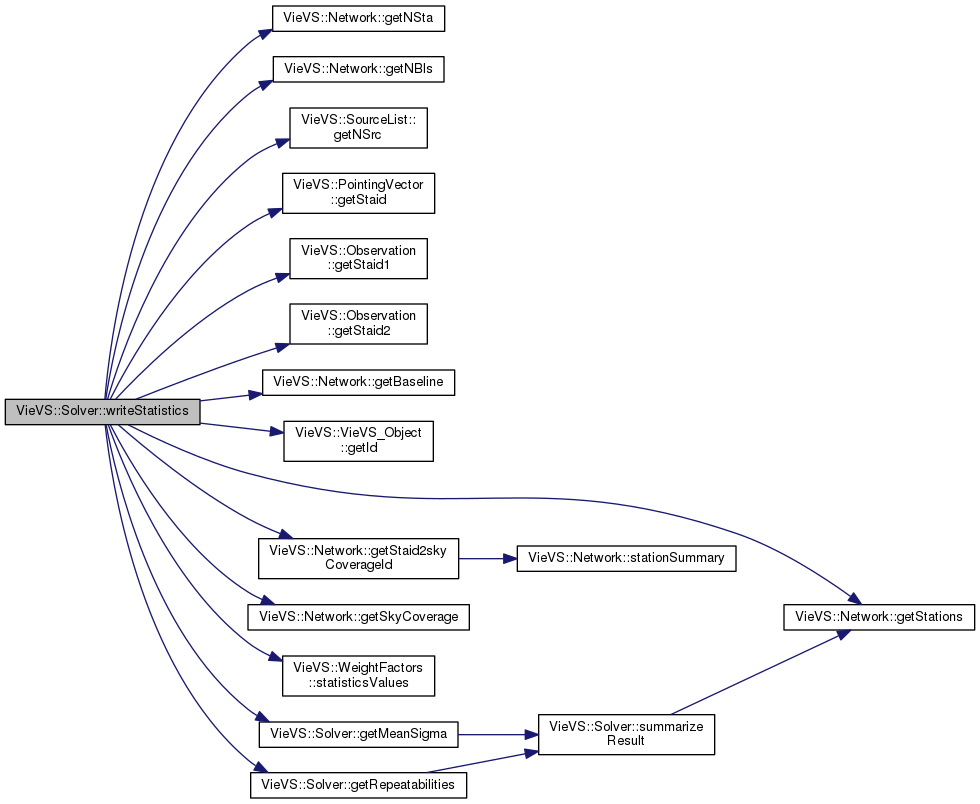 VieVS::Network::getNSta
VieVS::Network::getNBls
VieVS::SourceList::
getNSrc
VieVS::PointingVector
::getStaid
VieVS::Observation
::getStaid1
VieVS::Observation
::getStaid2
VieVS::Network::getBaseline
VieVS::Solver::writeStatistics
VieVS::VieVS_Object
::getId
VieVS::Network::getStaid2sky
CoverageId
VieVS::Network::stationSummary
VieVS::Network::getSkyCoverage
VieVS::Network::getStations
VieVS::WeightFactors
::statisticsValues
VieVS::Solver::getMeanSigma
VieVS::Solver::summarize
Result
VieVS::Solver::getRepeatabilities